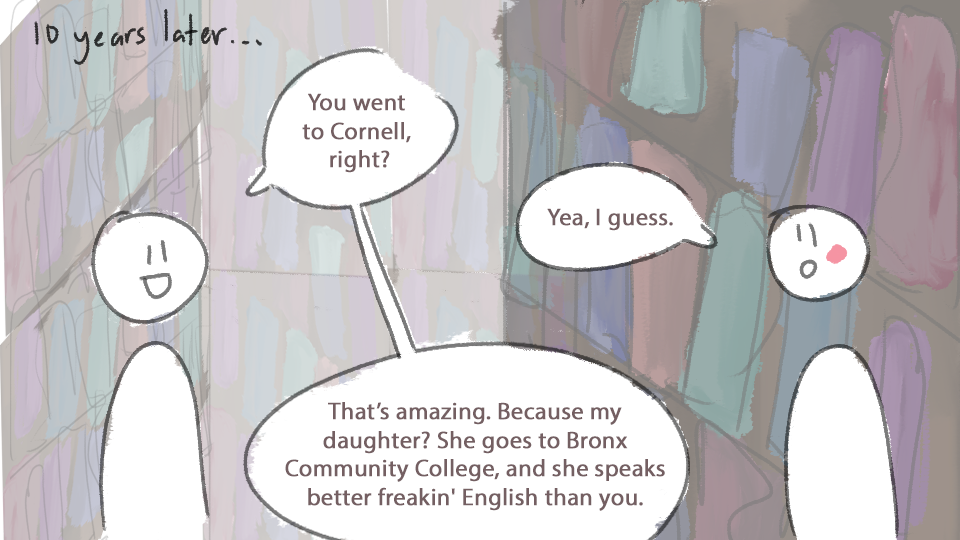 10 years later...
You went
to Cornell,
right?
Yea, I guess.
That’s amazing. Because my
daughter? She goes to Bronx
Community College, and she speaks
better freakin' English than you.